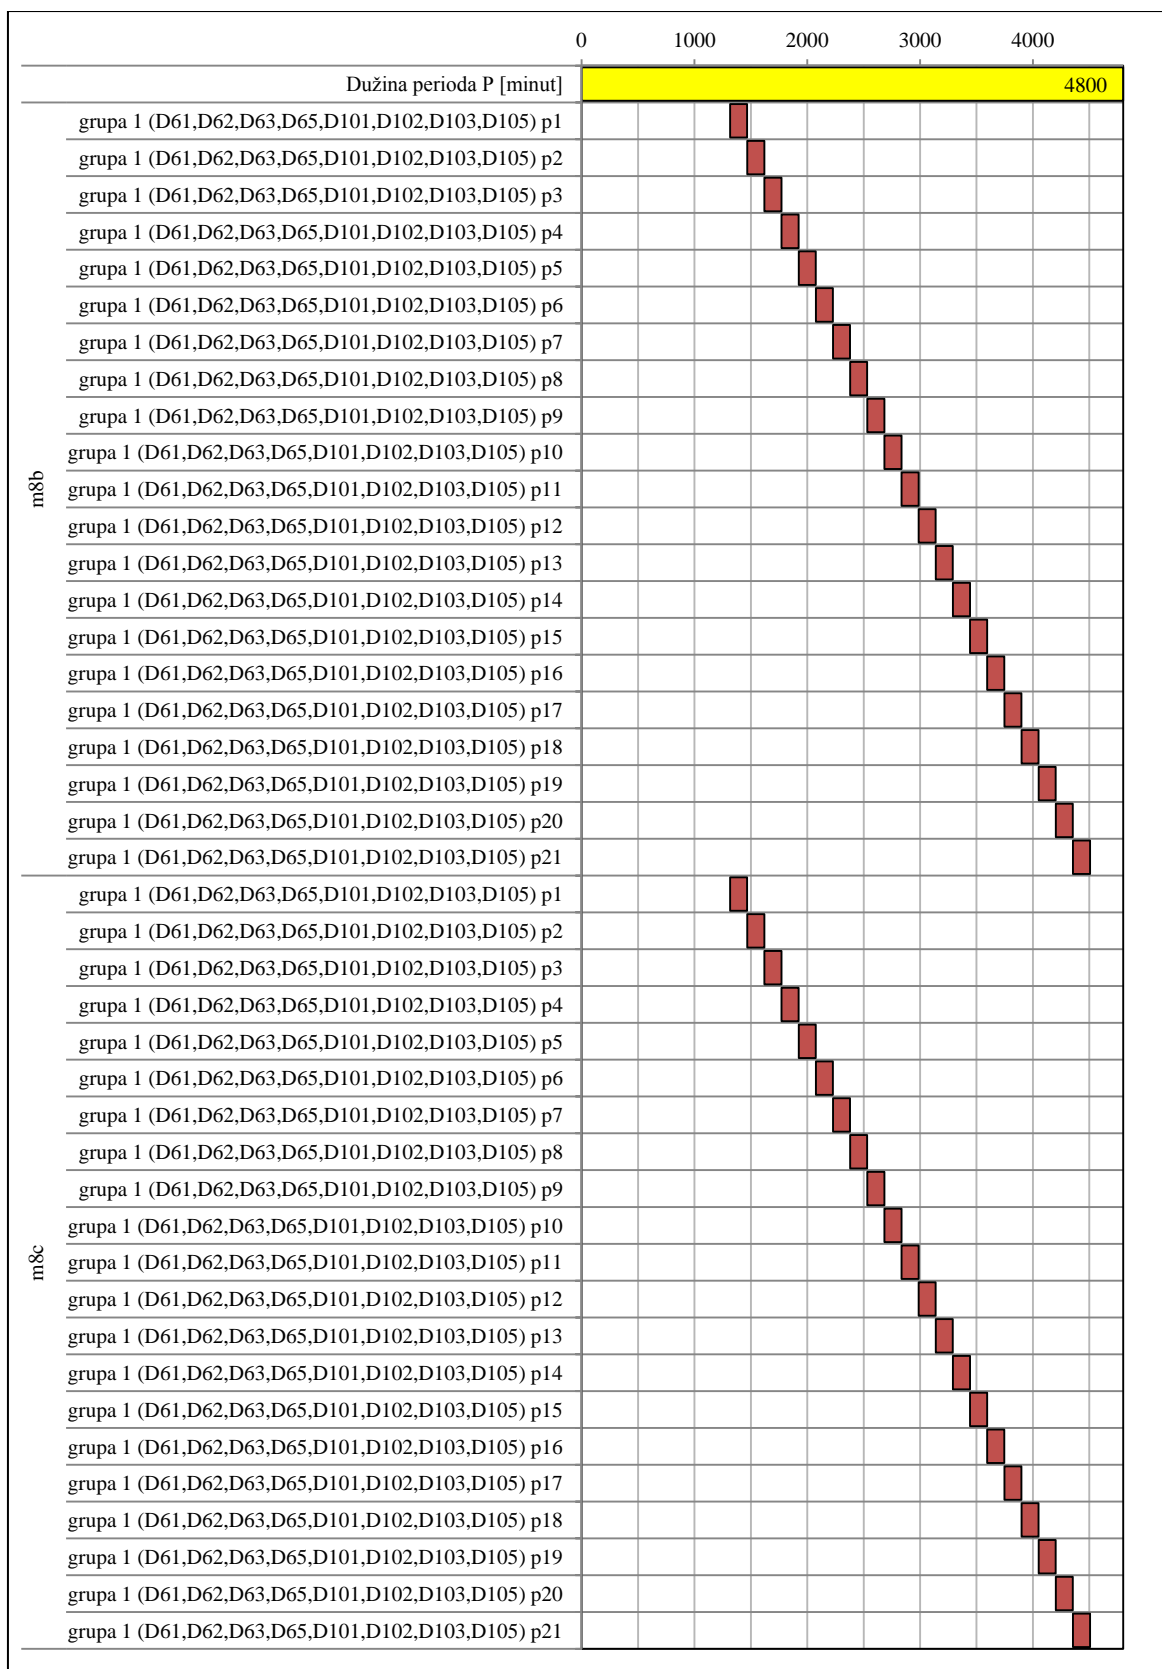 0 1000 2000 3000 4000
Dužina perioda P [minut] 4800
m8b
grupa 1 (D61,D62,D63,D65,D101,D102,D103,D105) p1
grupa 1 (D61,D62,D63,D65,D101,D102,D103,D105) p2
grupa 1 (D61,D62,D63,D65,D101,D102,D103,D105) p3
grupa 1 (D61,D62,D63,D65,D101,D102,D103,D105) p4
grupa 1 (D61,D62,D63,D65,D101,D102,D103,D105) p5
grupa 1 (D61,D62,D63,D65,D101,D102,D103,D105) p6
grupa 1 (D61,D62,D63,D65,D101,D102,D103,D105) p7
grupa 1 (D61,D62,D63,D65,D101,D102,D103,D105) p8
grupa 1 (D61,D62,D63,D65,D101,D102,D103,D105) p9
grupa 1 (D61,D62,D63,D65,D101,D102,D103,D105) p10
grupa 1 (D61,D62,D63,D65,D101,D102,D103,D105) p11
grupa 1 (D61,D62,D63,D65,D101,D102,D103,D105) p12
grupa 1 (D61,D62,D63,D65,D101,D102,D103,D105) p13
grupa 1 (D61,D62,D63,D65,D101,D102,D103,D105) p14
grupa 1 (D61,D62,D63,D65,D101,D102,D103,D105) p15
grupa 1 (D61,D62,D63,D65,D101,D102,D103,D105) p16
grupa 1 (D61,D62,D63,D65,D101,D102,D103,D105) p17
grupa 1 (D61,D62,D63,D65,D101,D102,D103,D105) p18
grupa 1 (D61,D62,D63,D65,D101,D102,D103,D105) p19
grupa 1 (D61,D62,D63,D65,D101,D102,D103,D105) p20
grupa 1 (D61,D62,D63,D65,D101,D102,D103,D105) p21
m8c
grupa 1 (D61,D62,D63,D65,D101,D102,D103,D105) p1
grupa 1 (D61,D62,D63,D65,D101,D102,D103,D105) p2
grupa 1 (D61,D62,D63,D65,D101,D102,D103,D105) p3
grupa 1 (D61,D62,D63,D65,D101,D102,D103,D105) p4
grupa 1 (D61,D62,D63,D65,D101,D102,D103,D105) p5
grupa 1 (D61,D62,D63,D65,D101,D102,D103,D105) p6
grupa 1 (D61,D62,D63,D65,D101,D102,D103,D105) p7
grupa 1 (D61,D62,D63,D65,D101,D102,D103,D105) p8
grupa 1 (D61,D62,D63,D65,D101,D102,D103,D105) p9
grupa 1 (D61,D62,D63,D65,D101,D102,D103,D105) p10
grupa 1 (D61,D62,D63,D65,D101,D102,D103,D105) p11
grupa 1 (D61,D62,D63,D65,D101,D102,D103,D105) p12
grupa 1 (D61,D62,D63,D65,D101,D102,D103,D105) p13
grupa 1 (D61,D62,D63,D65,D101,D102,D103,D105) p14
grupa 1 (D61,D62,D63,D65,D101,D102,D103,D105) p15
grupa 1 (D61,D62,D63,D65,D101,D102,D103,D105) p16
grupa 1 (D61,D62,D63,D65,D101,D102,D103,D105) p17
grupa 1 (D61,D62,D63,D65,D101,D102,D103,D105) p18
grupa 1 (D61,D62,D63,D65,D101,D102,D103,D105) p19
grupa 1 (D61,D62,D63,D65,D101,D102,D103,D105) p20
grupa 1 (D61,D62,D63,D65,D101,D102,D103,D105) p21